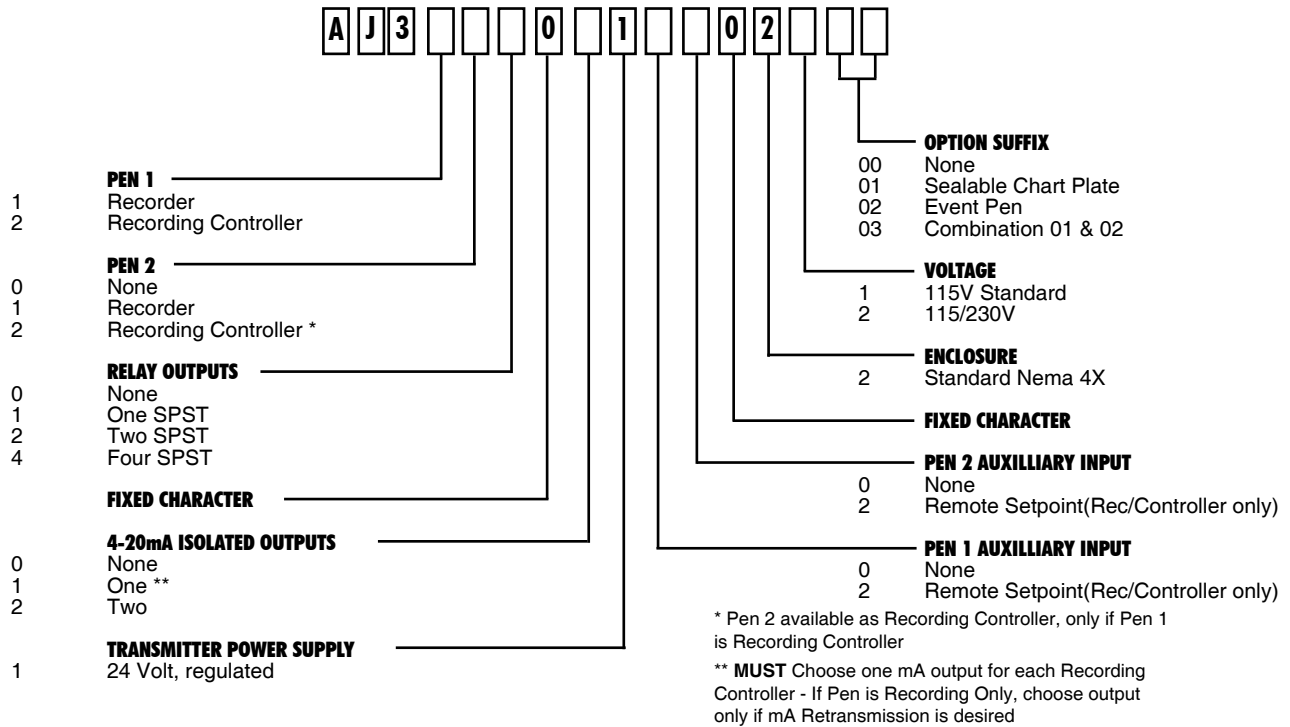 A J 3 0 1 0 2
PEN 1
1 Recorder
2 Recording Controller
PEN 2
0 None
1 Recorder
2 Recording Controller *
RELAY OUTPUTS
0 None
1 One SPST
2 Two SPST
4 Four SPST
FIXED CHARACTER
4-20mA ISOLATED OUTPUTS
0 None
1 One **
2 Two
TRANSMITTER POWER SUPPLY
1 24 Volt, regulated
OPTION SUFFIX
00 None
01 Sealable Chart Plate
02 Event Pen
03 Combination 01 & 02
VOLTAGE
1 115V Standard
2 115/230V
ENCLOSURE
2 Standard Nema 4X
FIXED CHARACTER
PEN 2 AUXILLIARY INPUT
0 None
2 Remote Setpoint(Rec/Controller only)
PEN 1 AUXILLIARY INPUT
0 None
2 Remote Setpoint(Rec/Controller only)
* Pen 2 available as Recording Controller, only if Pen 1
is Recording Controller
** MUST Choose one mA output for each Recording
Controller - If Pen is Recording Only, choose output
only if mA Retransmission is desired